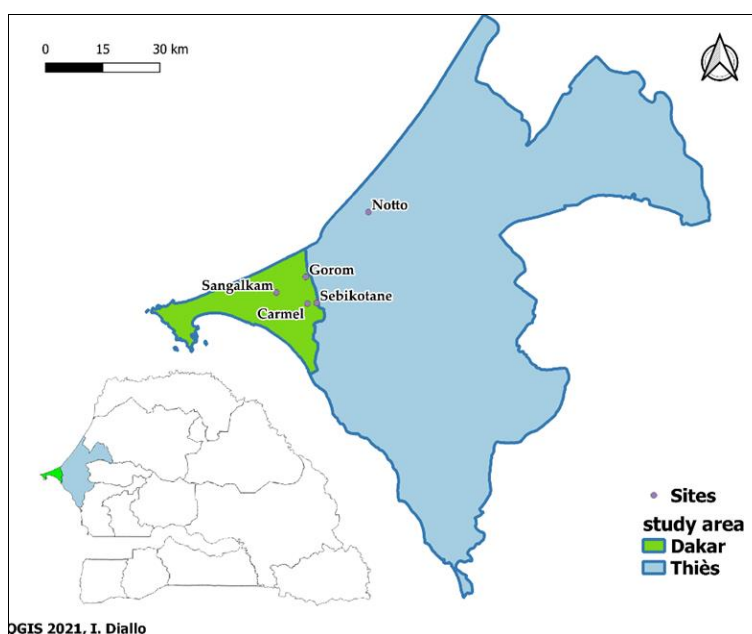 0 15 30 km
Notto
Gorom
Sangalkam
Sebikotane
Carmel
Sites
study area
Dakar
Thiès
QGIS 2021, I. Diallo